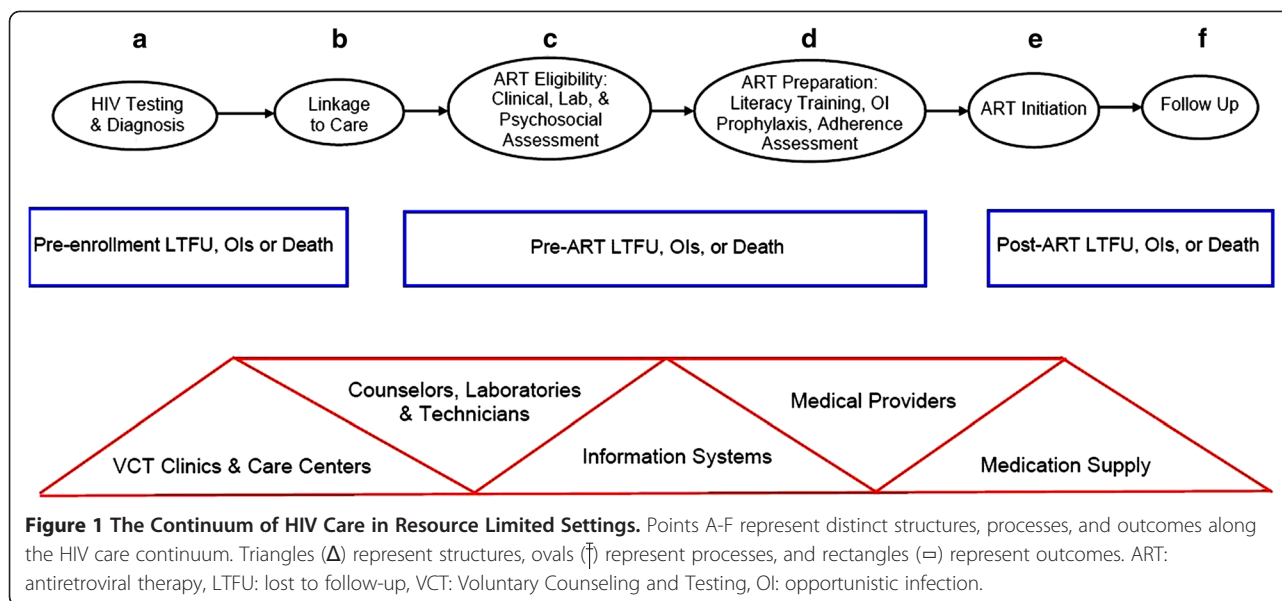 a b c d e f
HIV Testing
& Diagnosis
Linkage
to Care
ART Eligibility:
Clinical, Lab, &
Psychosocial
Assessment
ART Preparation:
Literacy Training, OI
Prophylaxis, Adherence
Assessment
ART Initiation
Follow Up
Pre-enrollment LTFU, OIs or Death
Pre-ART LTFU, OIs, or Death
Post-ART LTFU, OIs, or Death
Counselors, Laboratories
& Technicians
Medical Providers
VCT Clinics & Care Centers
Information Systems
Medication Supply
Figure 1 The Continuum of HIV Care in Resource Limited Settings. Points A-F represent distinct structures, processes, and outcomes along
the HIV care continuum. Triangles (Δ) represent structures, ovals (†) represent processes, and rectangles (▭) represent outcomes. ART:
antiretroviral therapy, LTFU: lost to follow-up, VCT: Voluntary Counseling and Testing, OI: opportunistic infection.